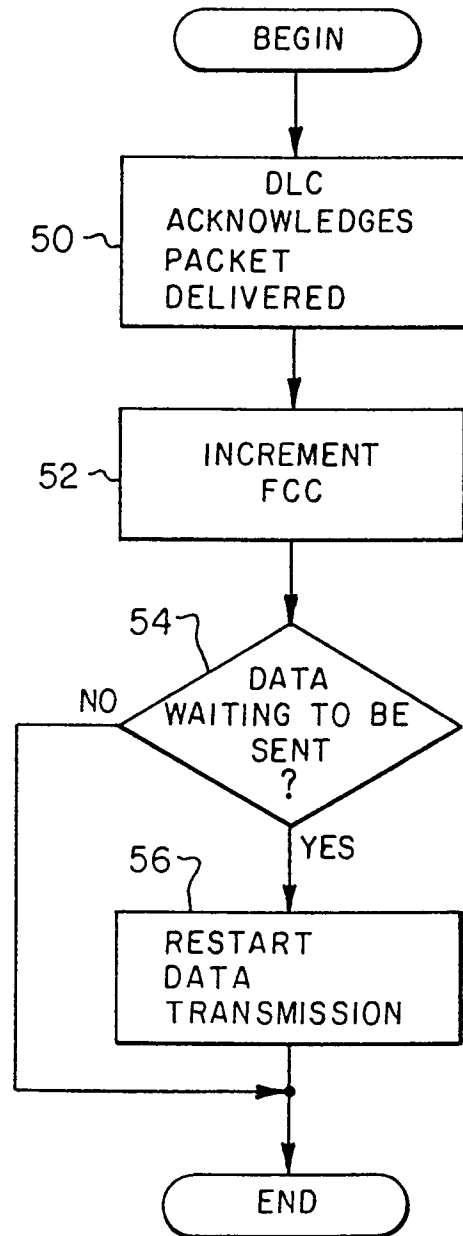 BEGIN
50
DLC
ACKNOWLEDGES
PACKET
DELIVERED
52
INCREMENT
FCC
54
DATA
WAITING TO BE
SENT
?
NO
YES
56
RESTART
DATA
TRANSMISSION
END